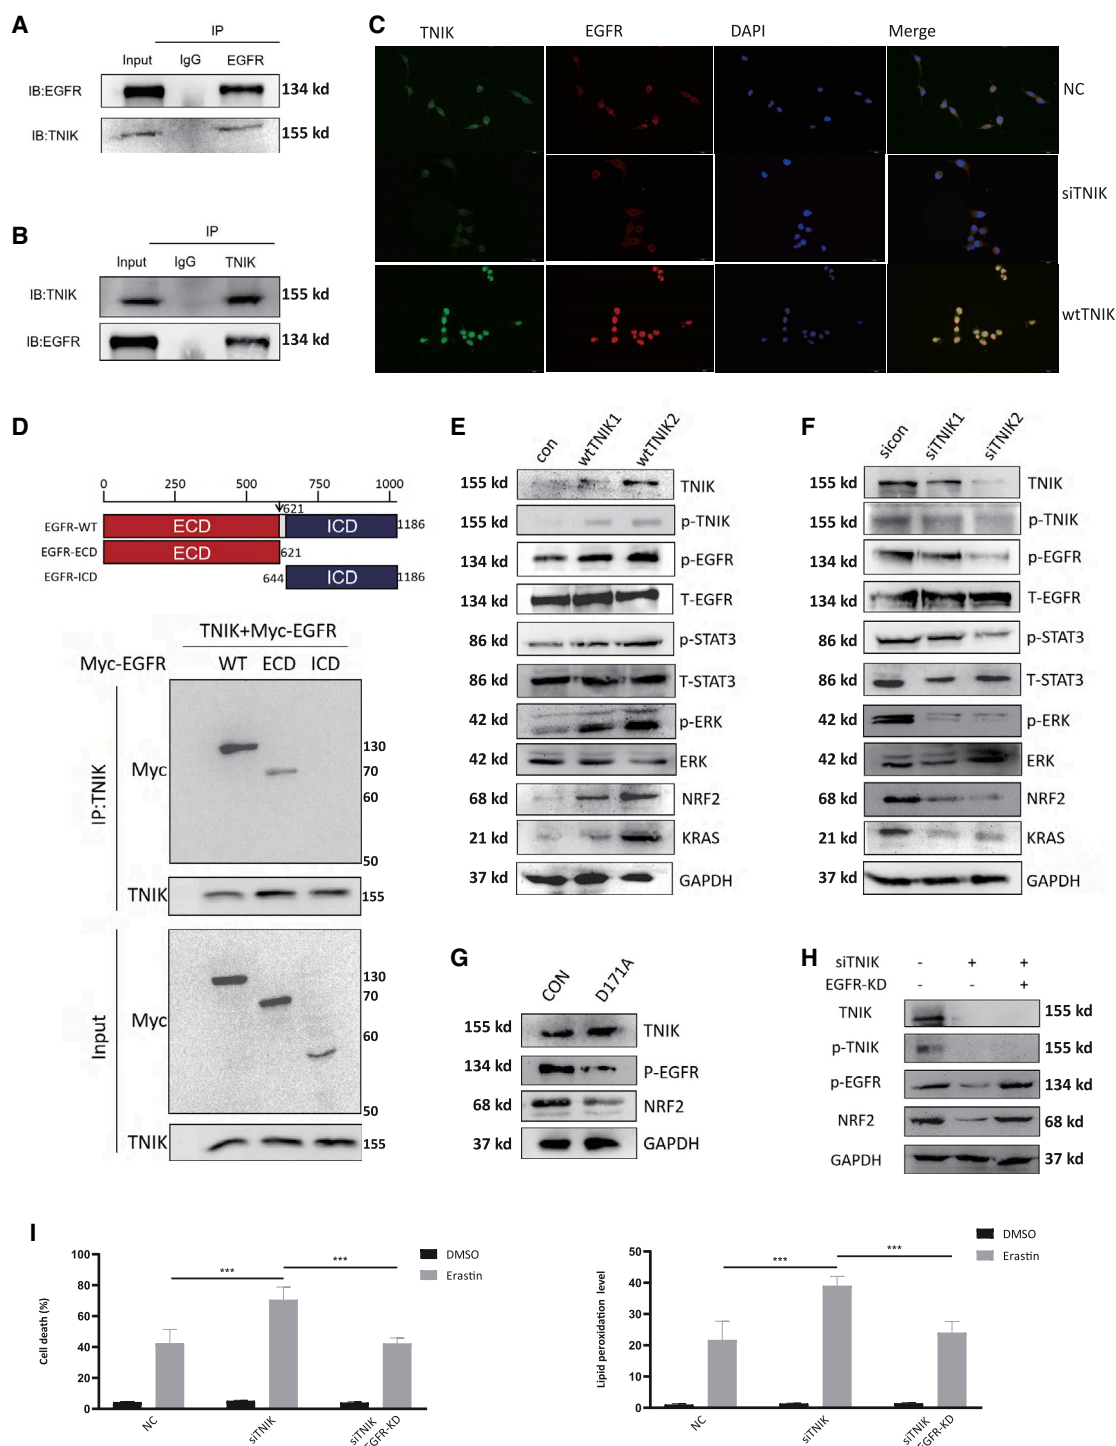 A
IP
Input IgG EGFR
IB:EGFR 134 kd
IB:TNIK 155 kd
B
IP
Input IgG TNIK
IB:TNIK 155 kd
IB:EGFR 134 kd
C
TNIK EGFR DAPI Merge
NC
siTNIK
wtTNIK
D
0 250 500 750 1000
621
EGFR-WT ECD ICD 1186
EGFR-ECD ECD 621
EGFR-ICD 644 ICD 1186
TNIK+Myc-EGFR
Myc-EGFR WT ECD ICD
IP:TNIK
Myc
130
70
60
50
TNIK 155
Input
Myc
130
70
60
50
TNIK 155
E
con wtTNIK1 wtTNIK2
155 kd TNIK
155 kd p-TNIK
134 kd p-EGFR
134 kd T-EGFR
86 kd p-STAT3
86 kd T-STAT3
42 kd p-ERK
42 kd ERK
68 kd NRF2
21 kd KRAS
37 kd GAPDH
F
sicon siTNIK1 siTNIK2
155 kd TNIK
155 kd p-TNIK
134 kd p-EGFR
134 kd T-EGFR
86 kd p-STAT3
86 kd T-STAT3
42 kd p-ERK
42 kd ERK
68 kd NRF2
21 kd KRAS
37 kd GAPDH
G
CON D171A
155 kd TNIK
134 kd P-EGFR
68 kd NRF2
37 kd GAPDH
H
siTNIK - + +
EGFR-KD - - +
TNIK 155 kd
p-TNIK 155 kd
p-EGFR 134 kd
NRF2 68 kd
GAPDH 37 kd
I
DMSO
Erastin
Cell death (%)
100
80
60
40
20
0
*** ***
NC siTNIK siTNIK
EGFR-KD
DMSO
Erastin
Lipid peroxidation level
50
40
30
20
10
0
*** ***
NC siTNIK siTNIK
EGFR-KD